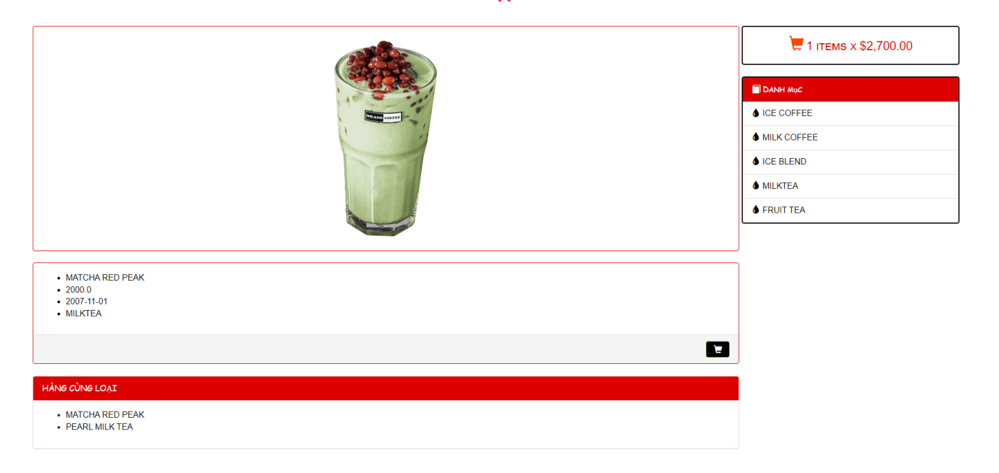 MILANO COFFEE
MATCHA RED PEAK
2000.0
2007-11-01
MILKTEA
HÀNG CÙNG LOẠI
MATCHA RED PEAK
PEARL MILK TEA
1 ITEMS X $2,700.00
DANH MụC
ICE COFFEE
MILK COFFEE
ICE BLEND
MILKTEA
FRUIT TEA